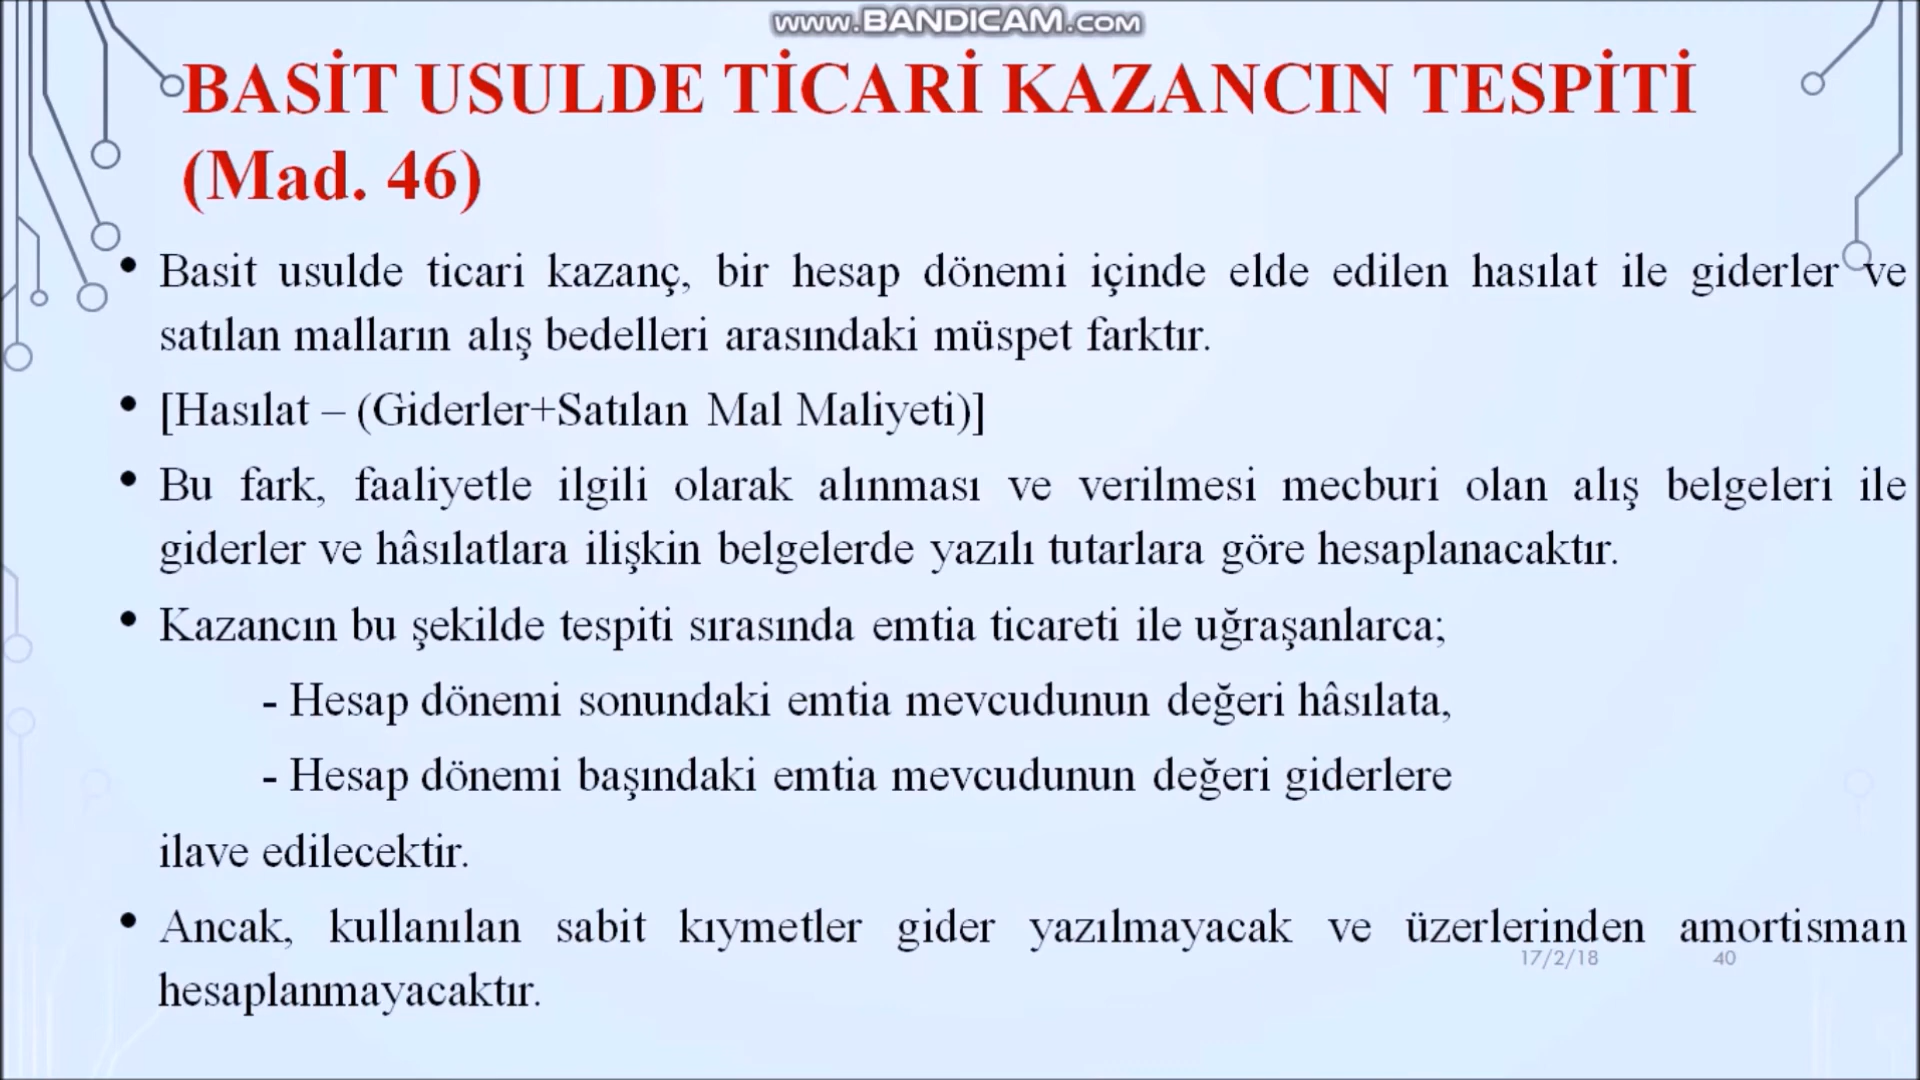 www.BANDICAM.com
BASİT USULDE TİCARİ KAZANCIN TESPİTİ
(Mad. 46)
• Basit usulde ticari kazanç, bir hesap dönemi içinde elde edilen hasılat ile giderler ve
satılan malların alış bedelleri arasındaki müspet farktır.
• [Hasılat – (Giderler+Satılan Mal Maliyeti)]
• Bu fark, faaliyetle ilgili olarak alınması ve verilmesi mecburi olan alış belgeleri ile
giderler ve hâsılatlara ilişkin belgelerde yazılı tutarlara göre hesaplanacaktır.
• Kazancın bu şekilde tespiti sırasında emtia ticareti ile uğraşanlarca;
- Hesap dönemi sonundaki emtia mevcudunun değeri hâsılata,
- Hesap dönemi başındaki emtia mevcudunun değeri giderlere
ilave edilecektir.
• Ancak, kullanılan sabit kıymetler gider yazılmayacak ve üzerlerinden amortisman
hesaplanmayacaktır.
17/2/18 40